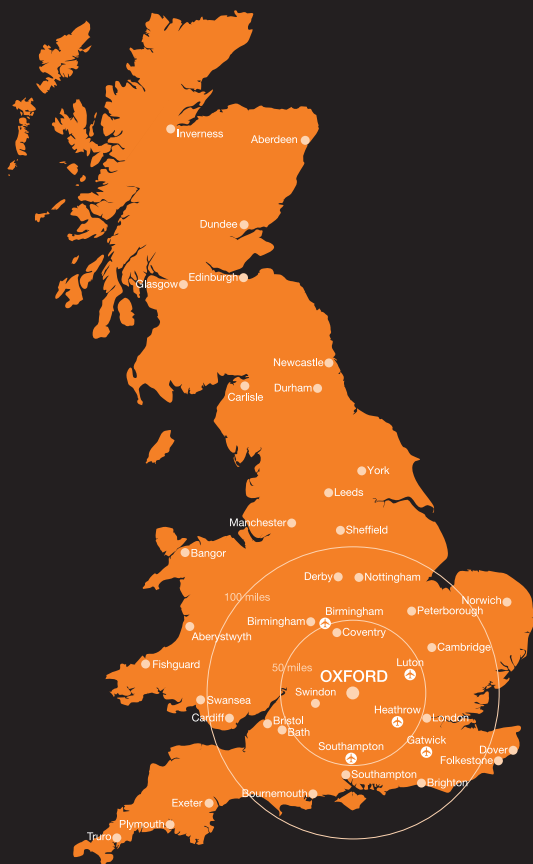 Inverness
Aberdeen
Dundee
Edinburgh
Glasgow
Newcastle
Durham
Carlisle
York
Leeds
Manchester
Sheffield
Bangor
Derby
Nottingham
100 miles
Norwich
Birmingham
Peterborough
Birmingham
Coventry
Aberystwyth
Cambridge
Fishguard
Luton
50 miles
OXFORD
Swindon
Swansea
Heathrow
Cardiff
London
Bristol
Bath
Gatwick
Southampton
Dover
Folkestone
Southampton
Brighton
Bournemouth
Exeter
Plymouth
Truro